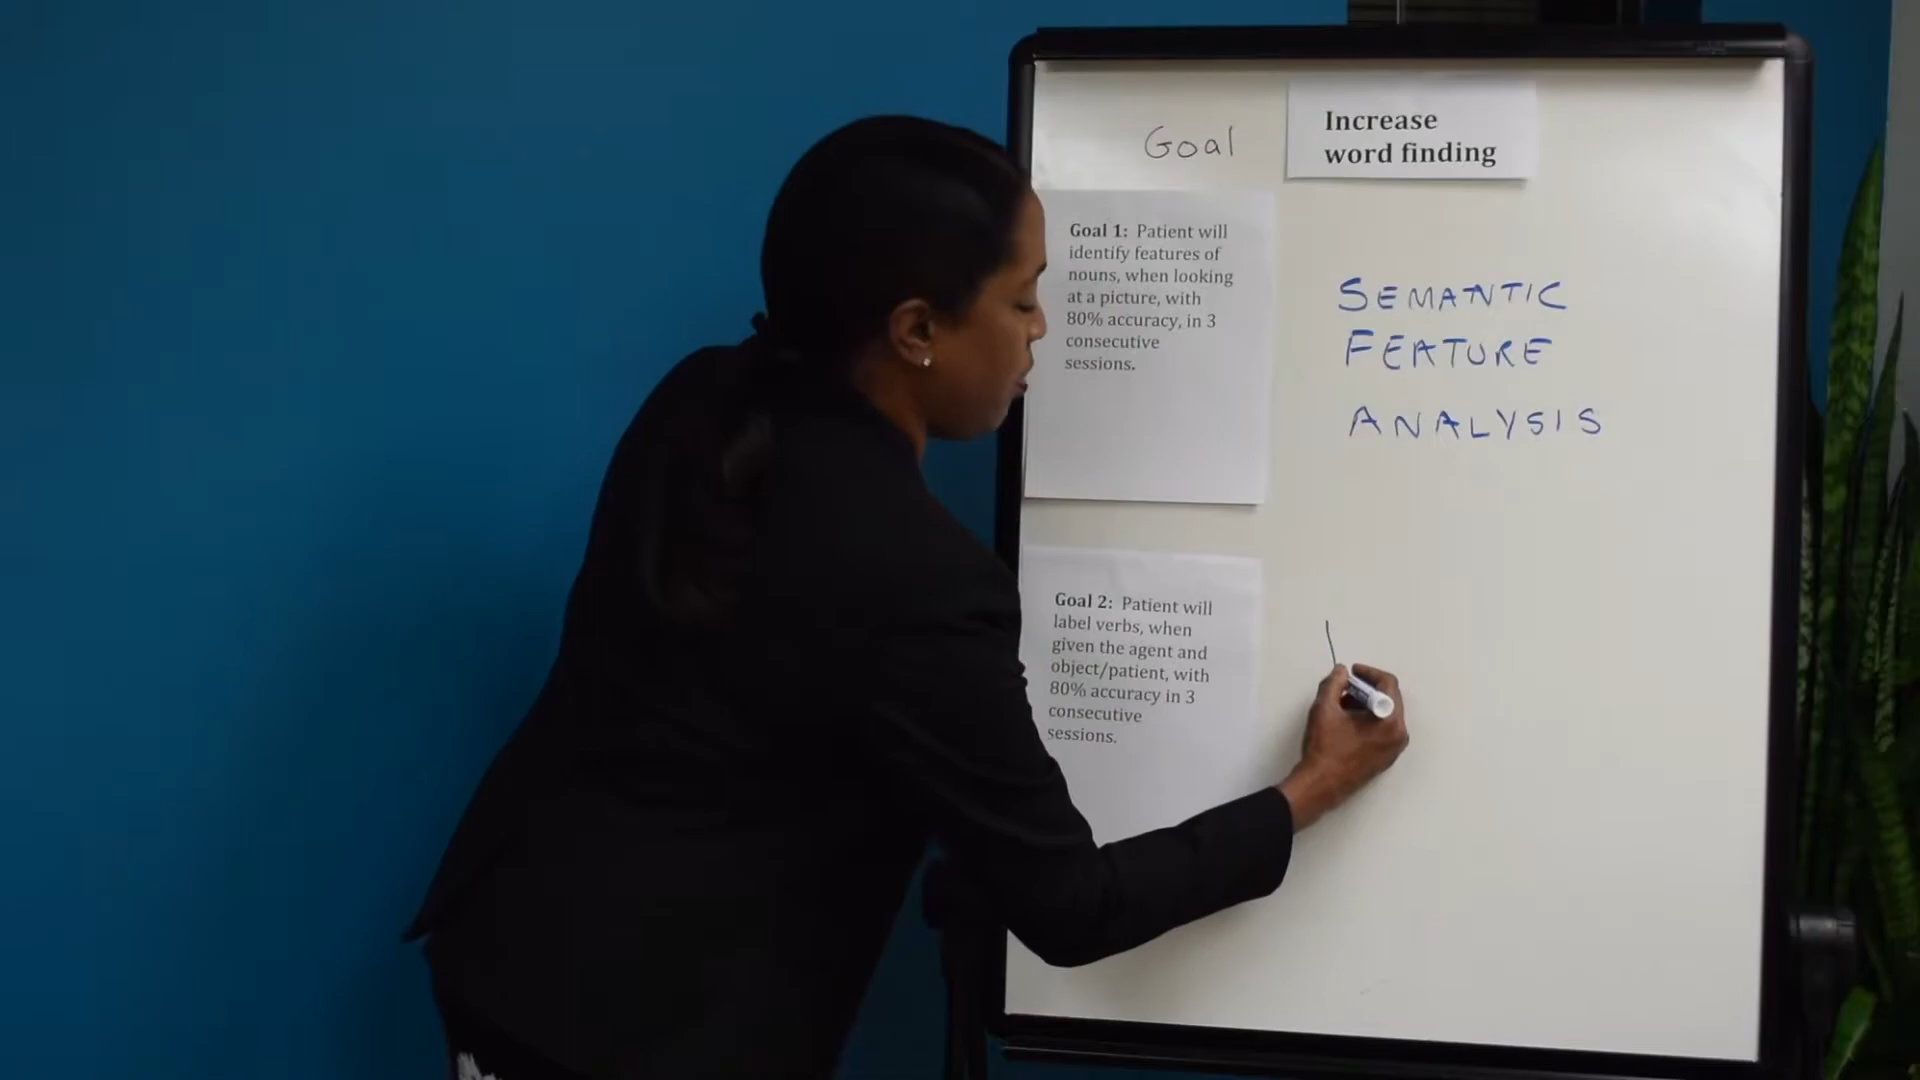 Goal
Increase
word finding
Goal 1: Patient will
identify features of
nouns, when looking
at a picture, with
80% accuracy, in 3
consecutive
sessions.
SEMANTIC
FEATURE
ANALYSIS
Goal 2: Patient will
label verbs, when
given the agent and
object/patient, with
80% accuracy in 3
consecutive
sessions.